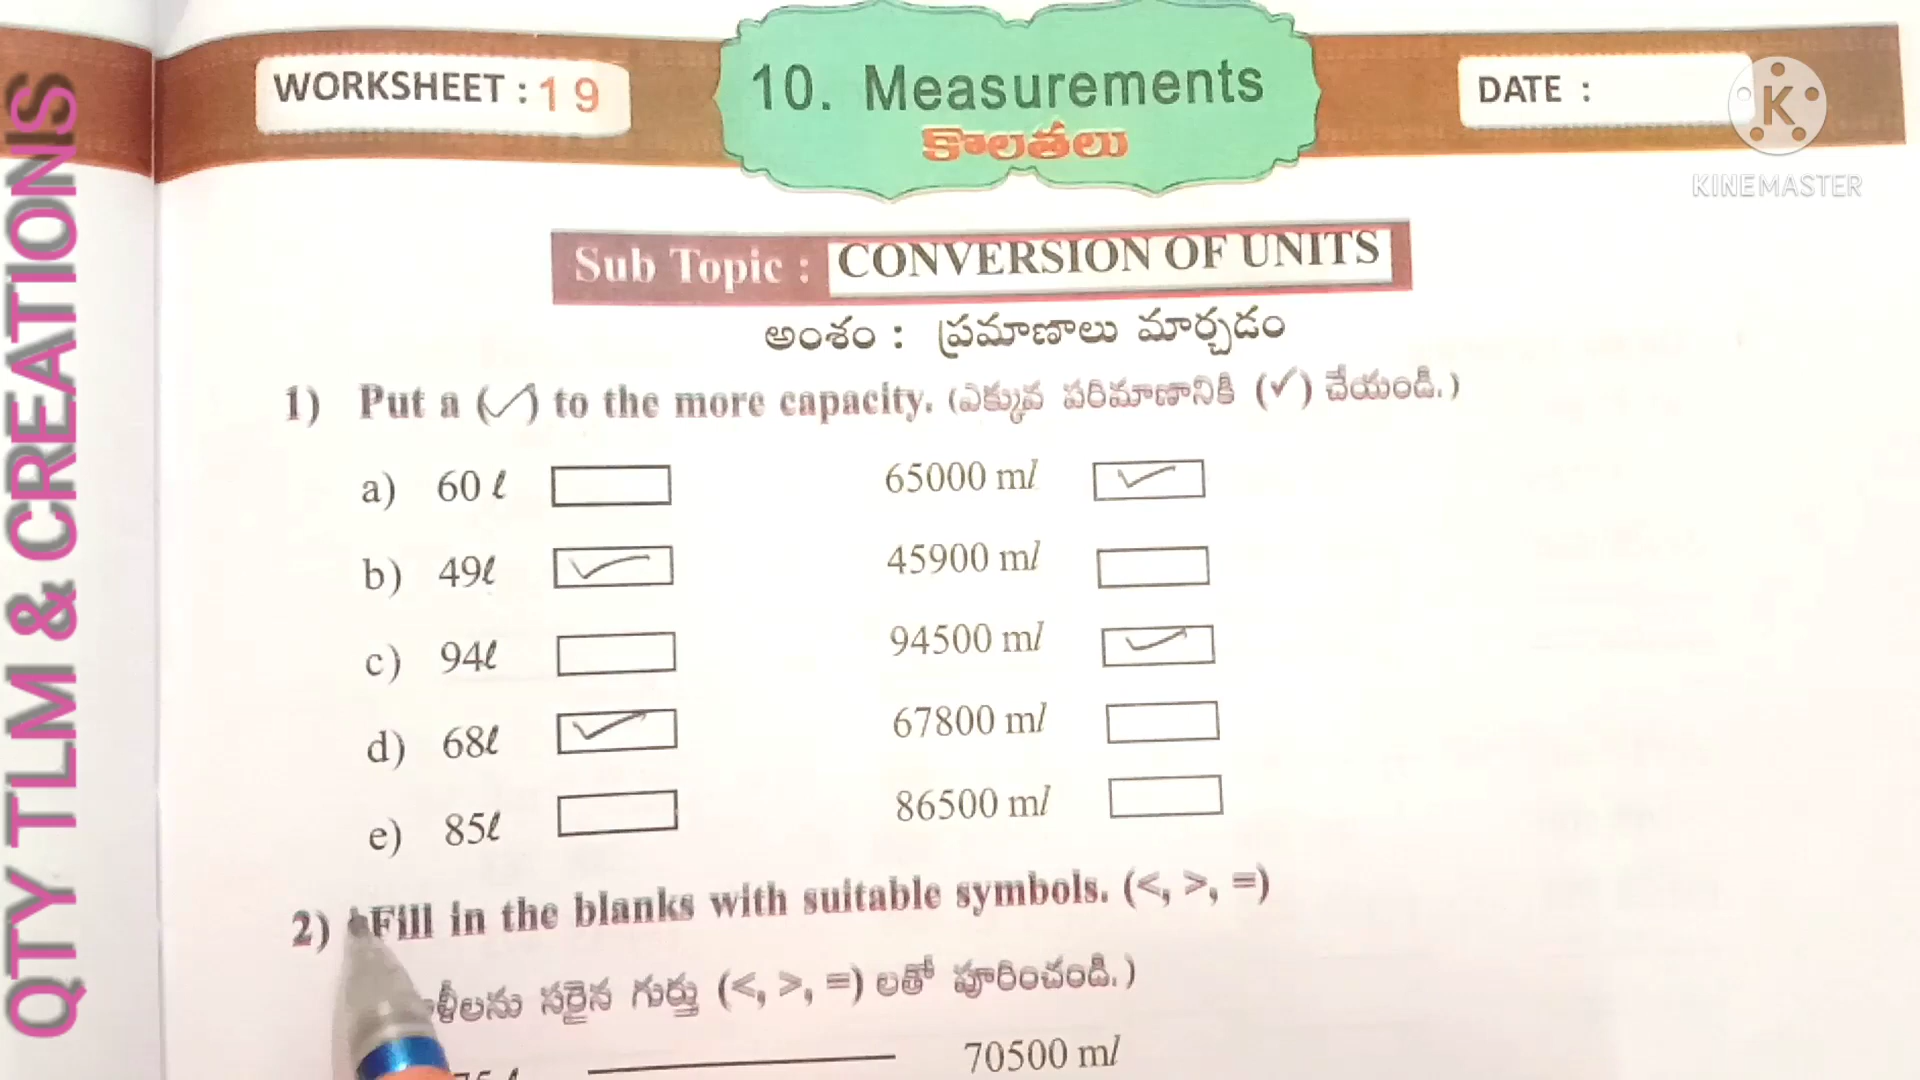 QTY TLM & CREATIONS
WORKSHEET : 19
10. Measurements
కొలతలు
DATE :
KINEMASTER
Sub Topic : CONVERSION OF UNITS
అంశం : ప్రమాణాలు మార్చడం
1) Put a (✓) to the more capacity. (ఎక్కువ పరిమాణానికి (✓) చేయండి.)
a) 60 ℓ 65000 ml ✓
b) 49ℓ ✓ 45900 ml
c) 94ℓ 94500 ml ✓
d) 68ℓ ✓ 67800 ml
e) 85ℓ 86500 ml
2) Fill in the blanks with suitable symbols. (<, >, =)
సరైన గుర్తు (<, >, =) లతో పూరించండి.)
70500 ml